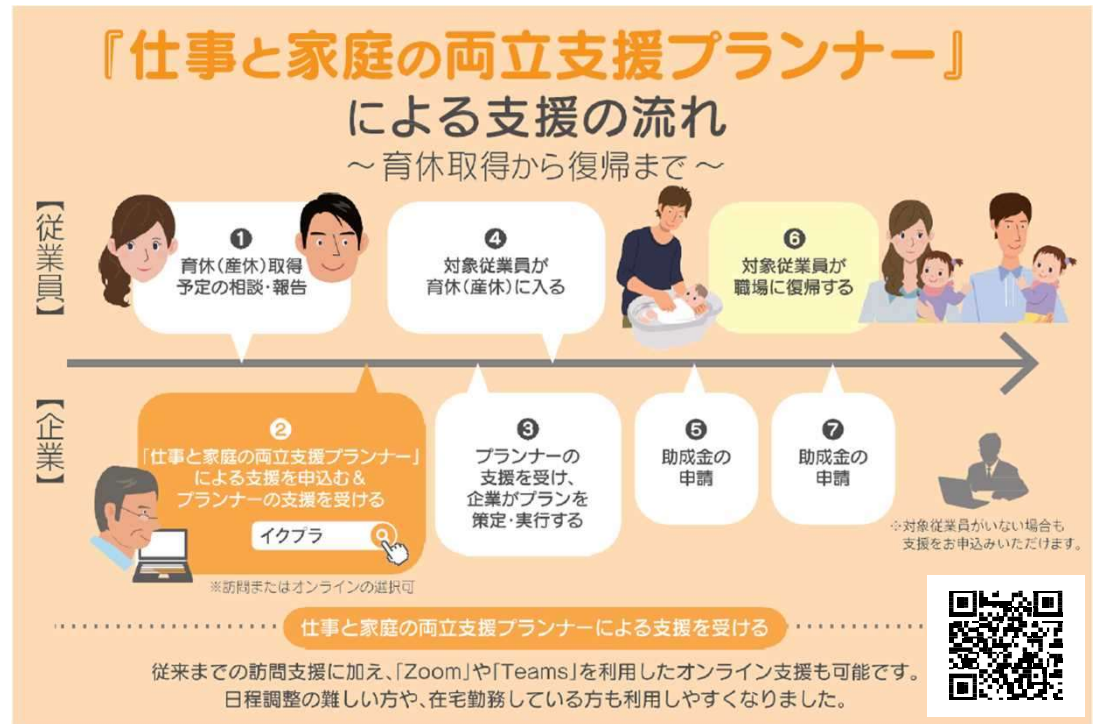 『仕事と家庭の両立支援プランナー』
による支援の流れ
～育休取得から復帰まで～
【従業員】
❶
育休(産休)取得
予定の相談・報告
❹
対象従業員が
育休(産休)に入る
❻
対象従業員が
職場に復帰する
【企業】
❷
「仕事と家庭の両立支援プランナー」
による支援を申込む＆
プランナーの支援を受ける
イクプラ
※訪問またはオンラインの選択可
❸
プランナーの
支援を受け、
企業がプランを
策定・実行する
❺
助成金の
申請
❼
助成金の
申請
※対象従業員がいない場合も
支援をお申込みいただけます。
仕事と家庭の両立支援プランナーによる支援を受ける
従来までの訪問支援に加え、「Zoom」や「Teams」を利用したオンライン支援も可能です。
日程調整の難しい方や、在宅勤務している方も利用しやすくなりました。